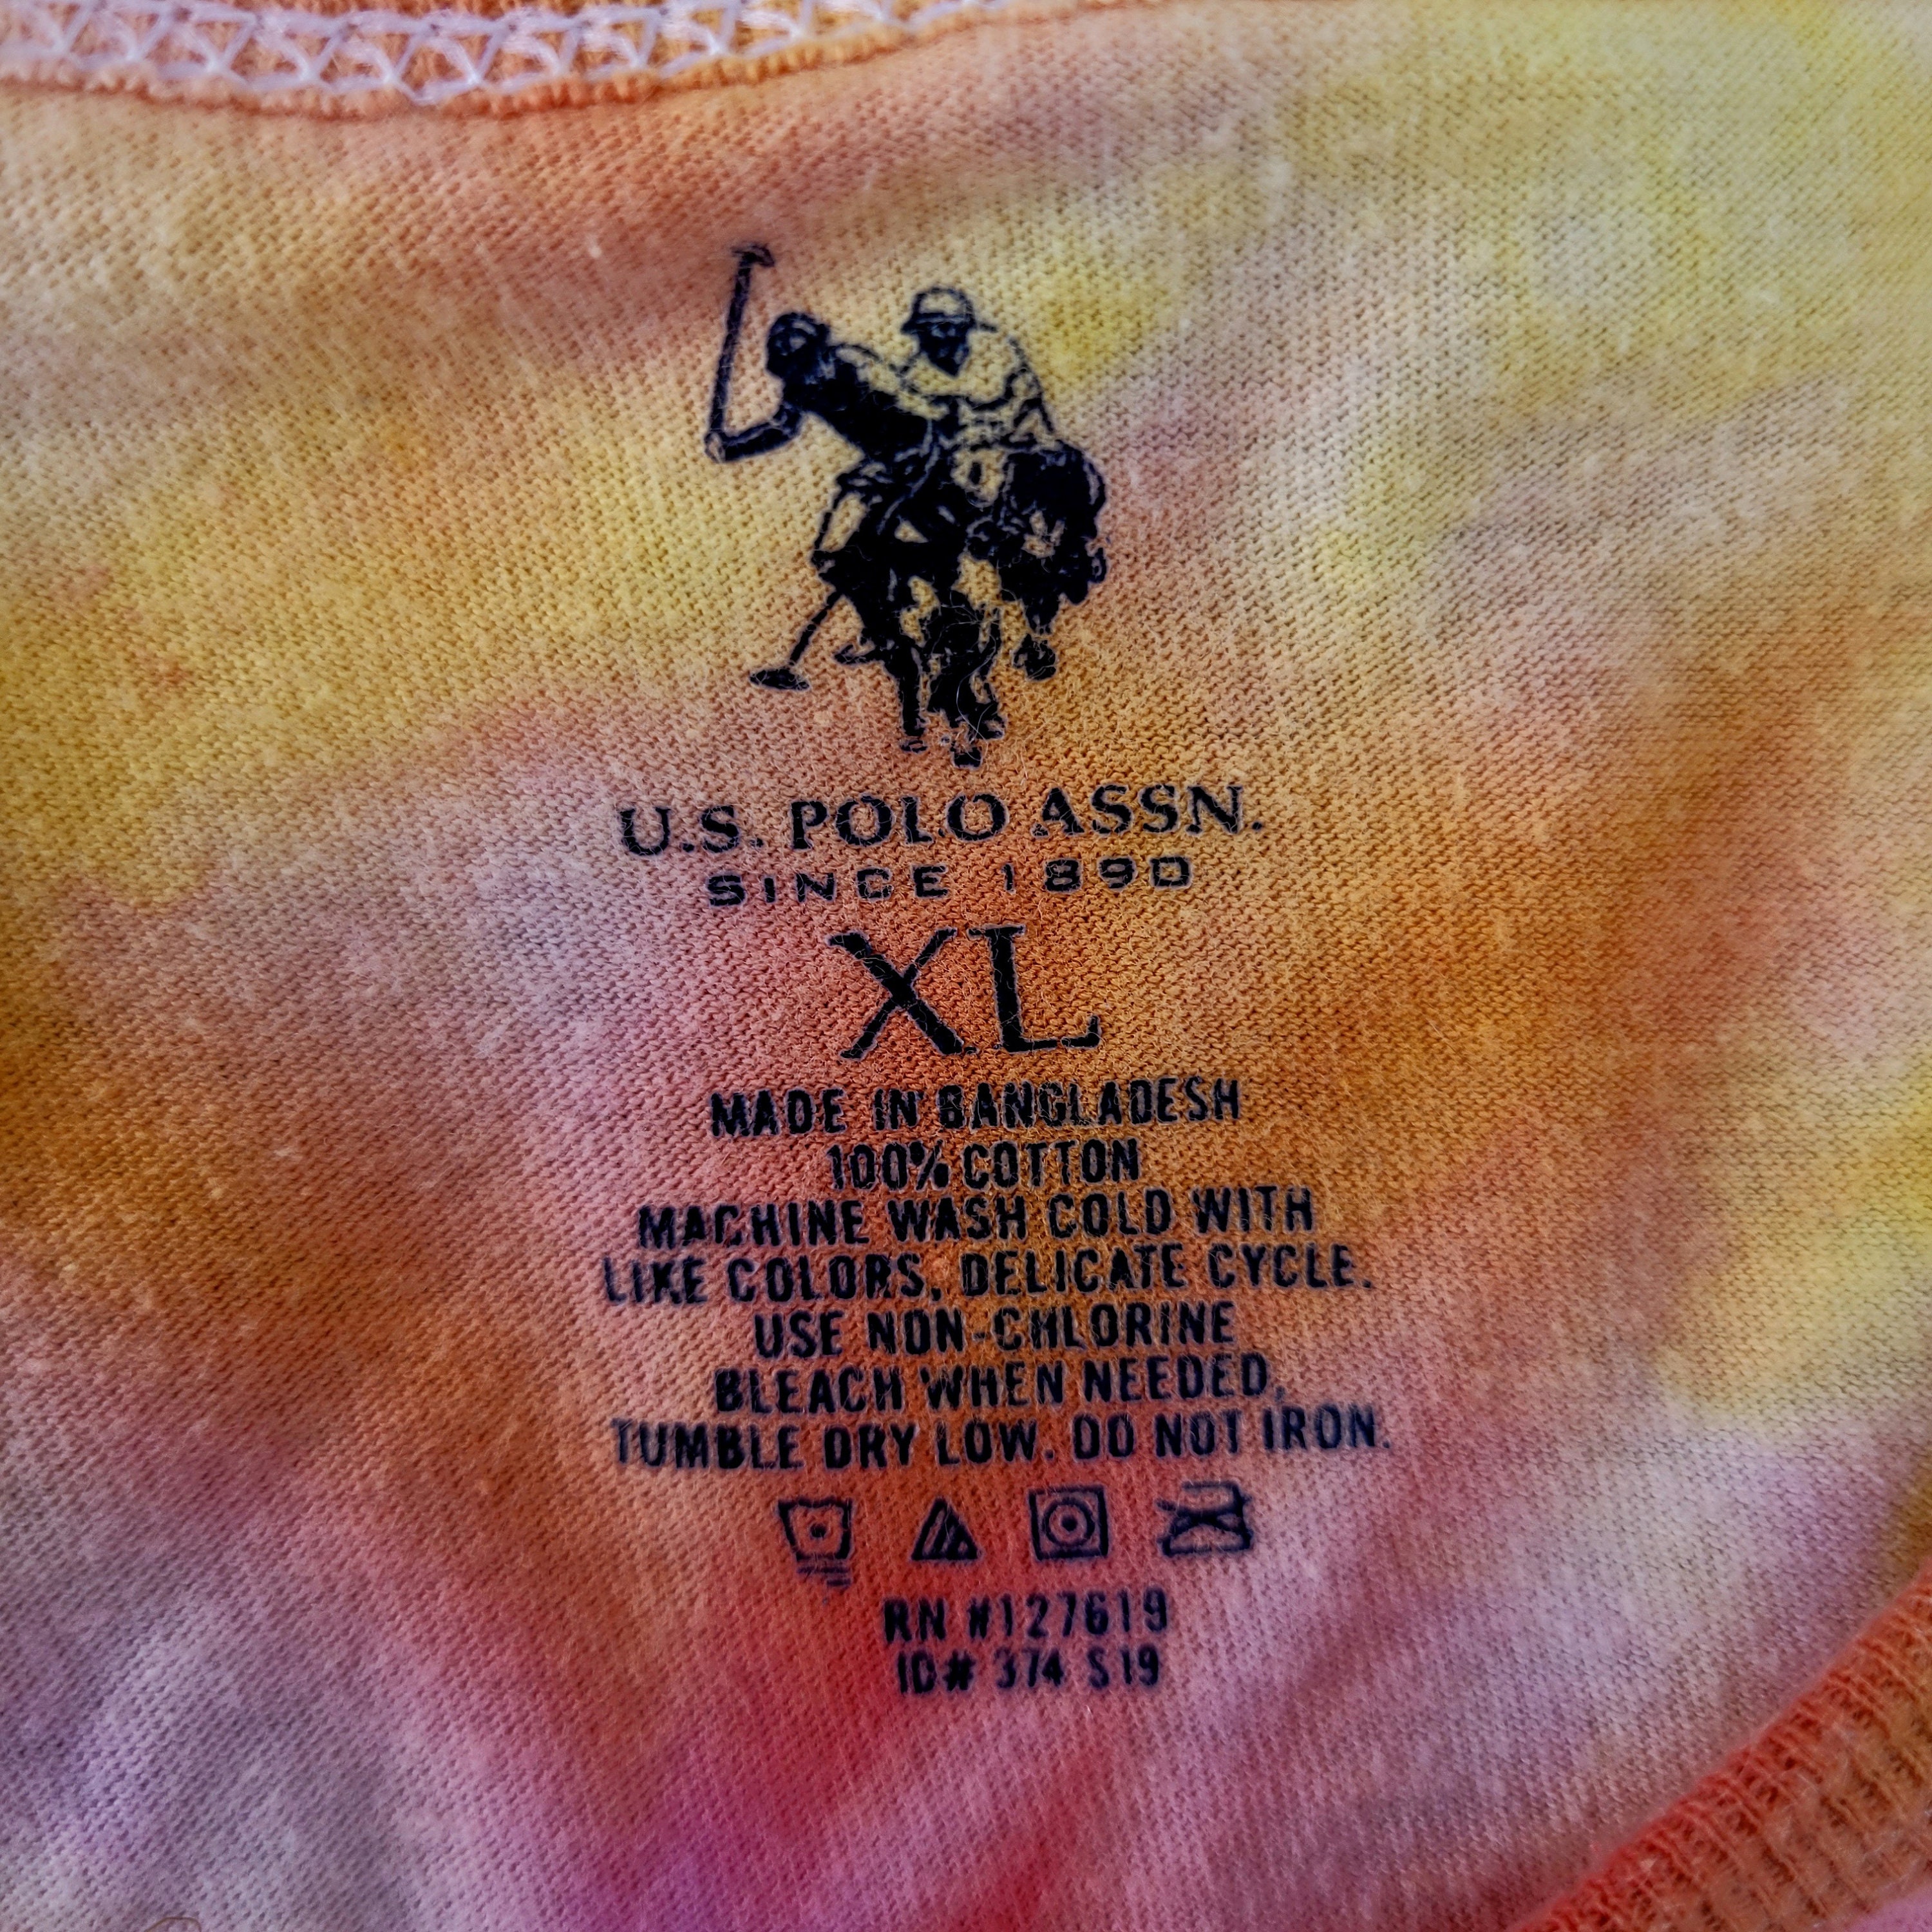 U.S. POLO ASSN.
SINCE 1890
XL
MADE IN BANGLADESH
100% COTTON
MACHINE WASH COLD WITH
LIKE COLORS, DELICATE CYCLE.
USE NON-CHLORINE
BLEACH WHEN NEEDED,
TUMBLE DRY LOW. DO NOT IRON.
RN #127619
ID# 374 S19